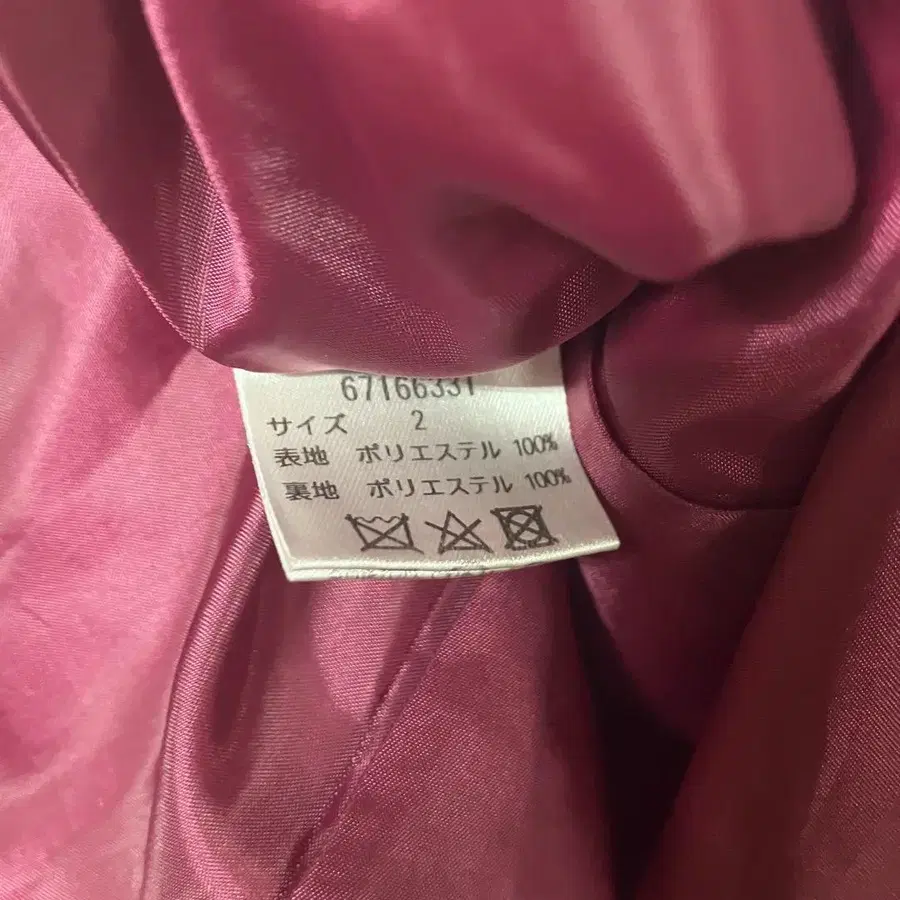 67166331
サイズ 2
表地 ポリエステル 100%
裏地 ポリエステル 100%